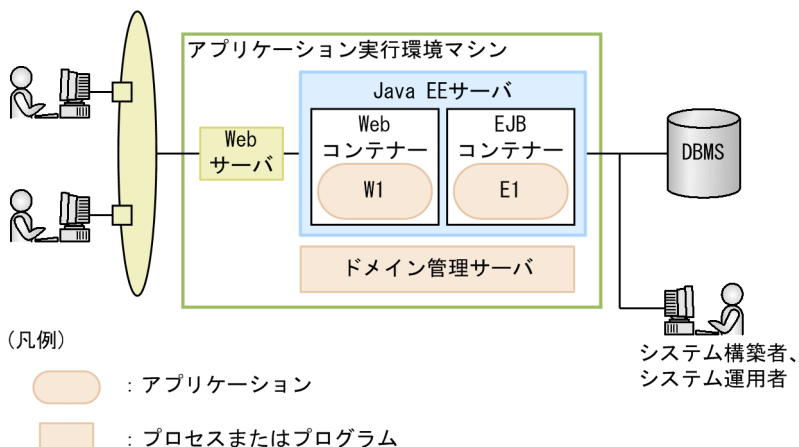 アプリケーション実行環境マシン
Java EEサーバ
Web
サーバ
Web
コンテナー
W1
EJB
コンテナー
E1
DBMS
ドメイン管理サーバ
システム構築者、
システム運用者
(凡例)
：アプリケーション
：プロセスまたはプログラム